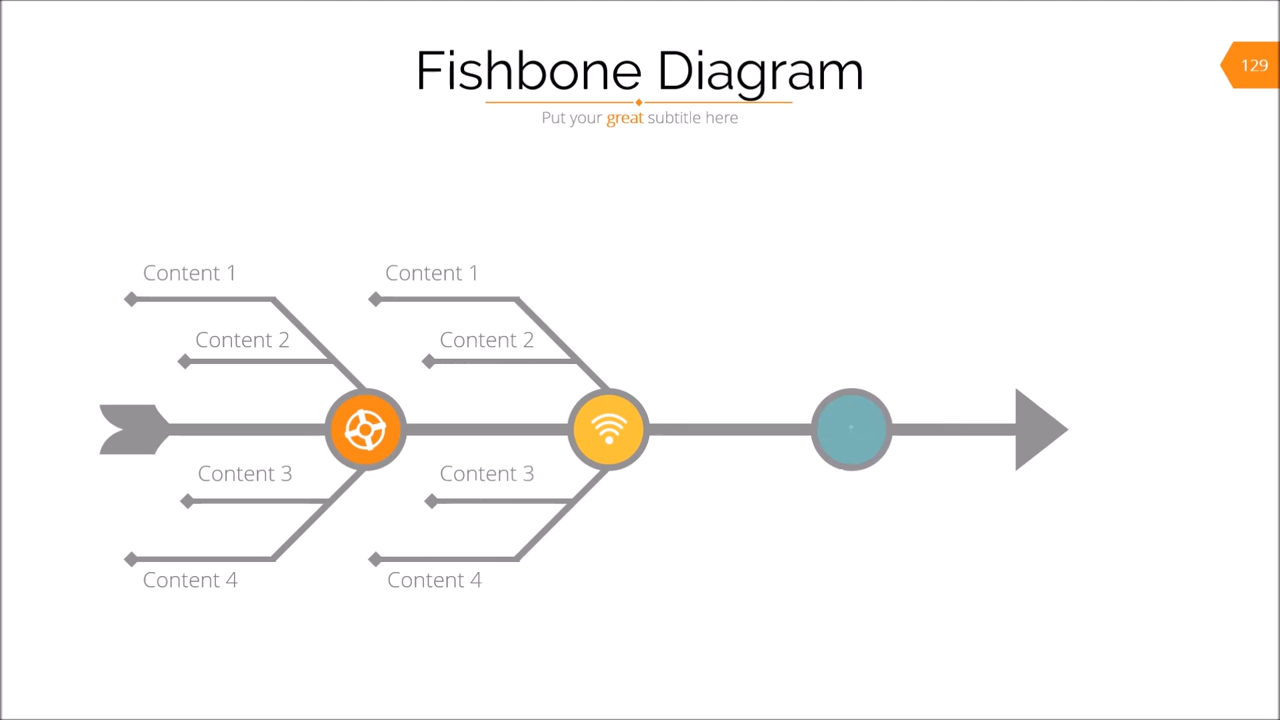 Fishbone Diagram
129
Put your great subtitle here
Content 1
Content 1
Content 2
Content 2
Content 3
Content 3
Content 4
Content 4